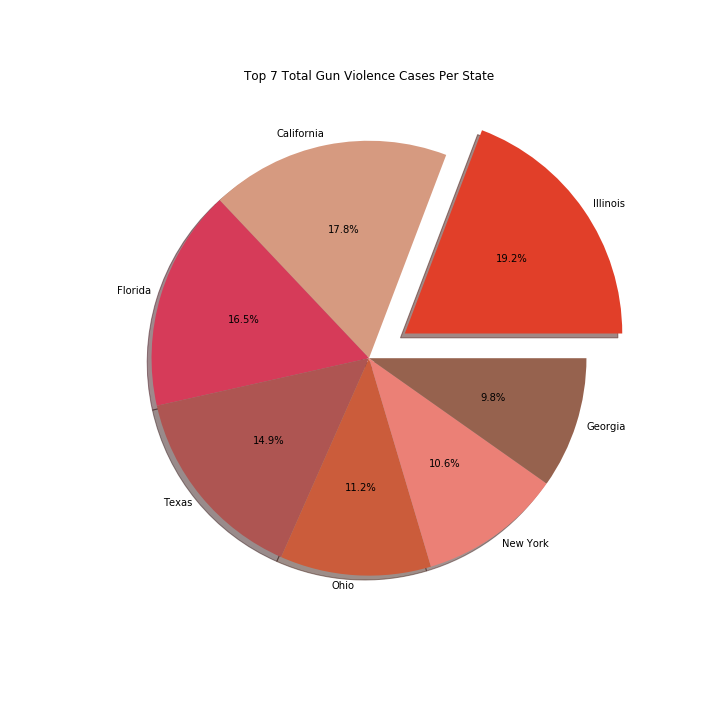 Top 7 Total Gun Violence Cases Per State
California
Illinois
17.8%
19.2%
Florida
16.5%
9.8%
Georgia
14.9%
10.6%
11.2%
Texas
New York
Ohio